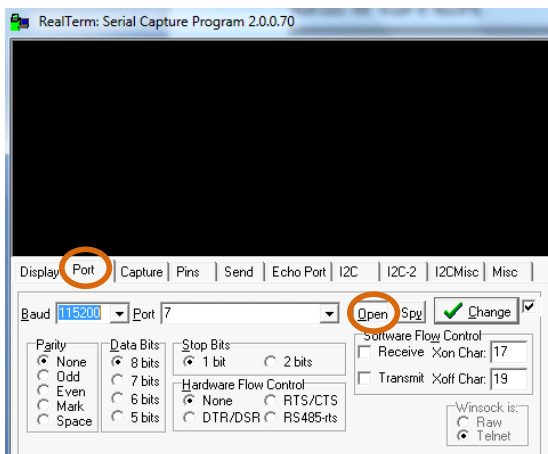 RealTerm: Serial Capture Program 2.0.0.70
Display Port Capture Pins Send Echo Port I2C I2C-2 I2CMisc Misc
Baud 115200 Port 7 Open Spy Change
Parity
None
Odd
Even
Mark
Space
Data Bits
8 bits
7 bits
6 bits
5 bits
Stop Bits
1 bit 2 bits
Hardware Flow Control
None RTS/CTS
DTR/DSR RS485-rts
Software Flow Control
Receive Xon Char: 17
Transmit Xoff Char: 19
Winsock is:
Raw
Telnet